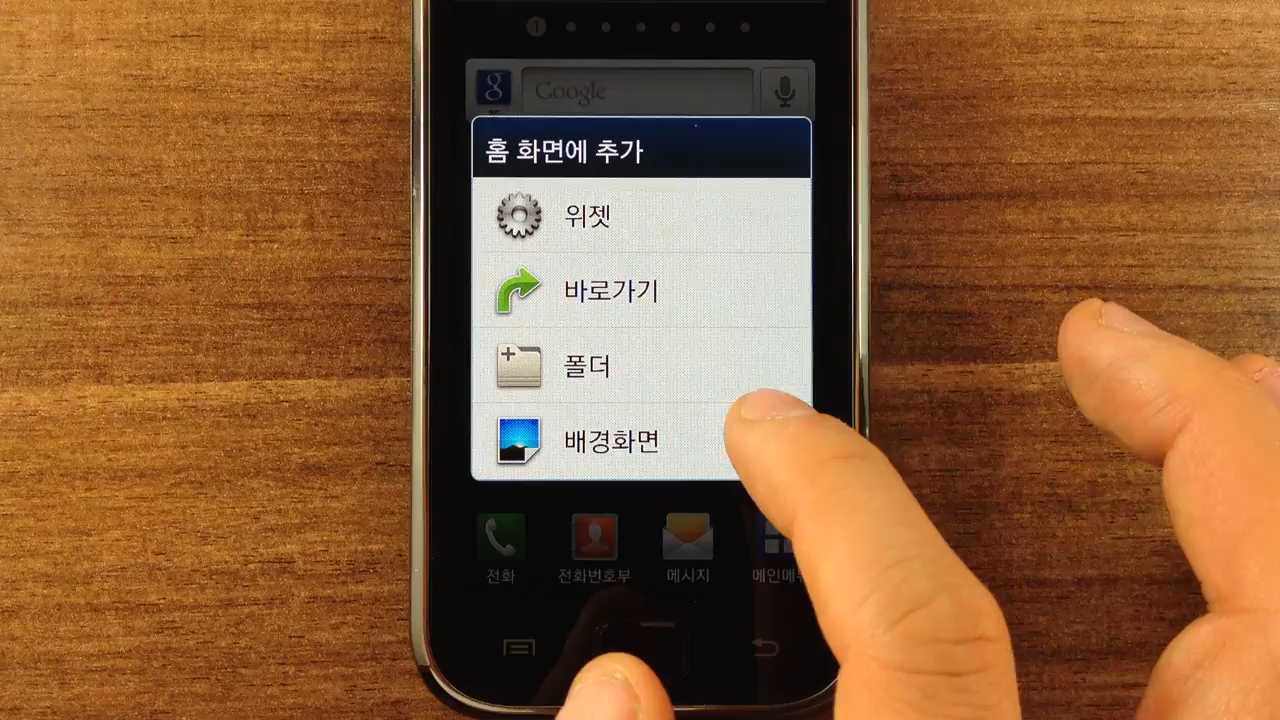 1
g
Google
홈 화면에 추가
위젯
바로가기
폴더
배경화면
전화
전화번호부
메시지
메인메뉴